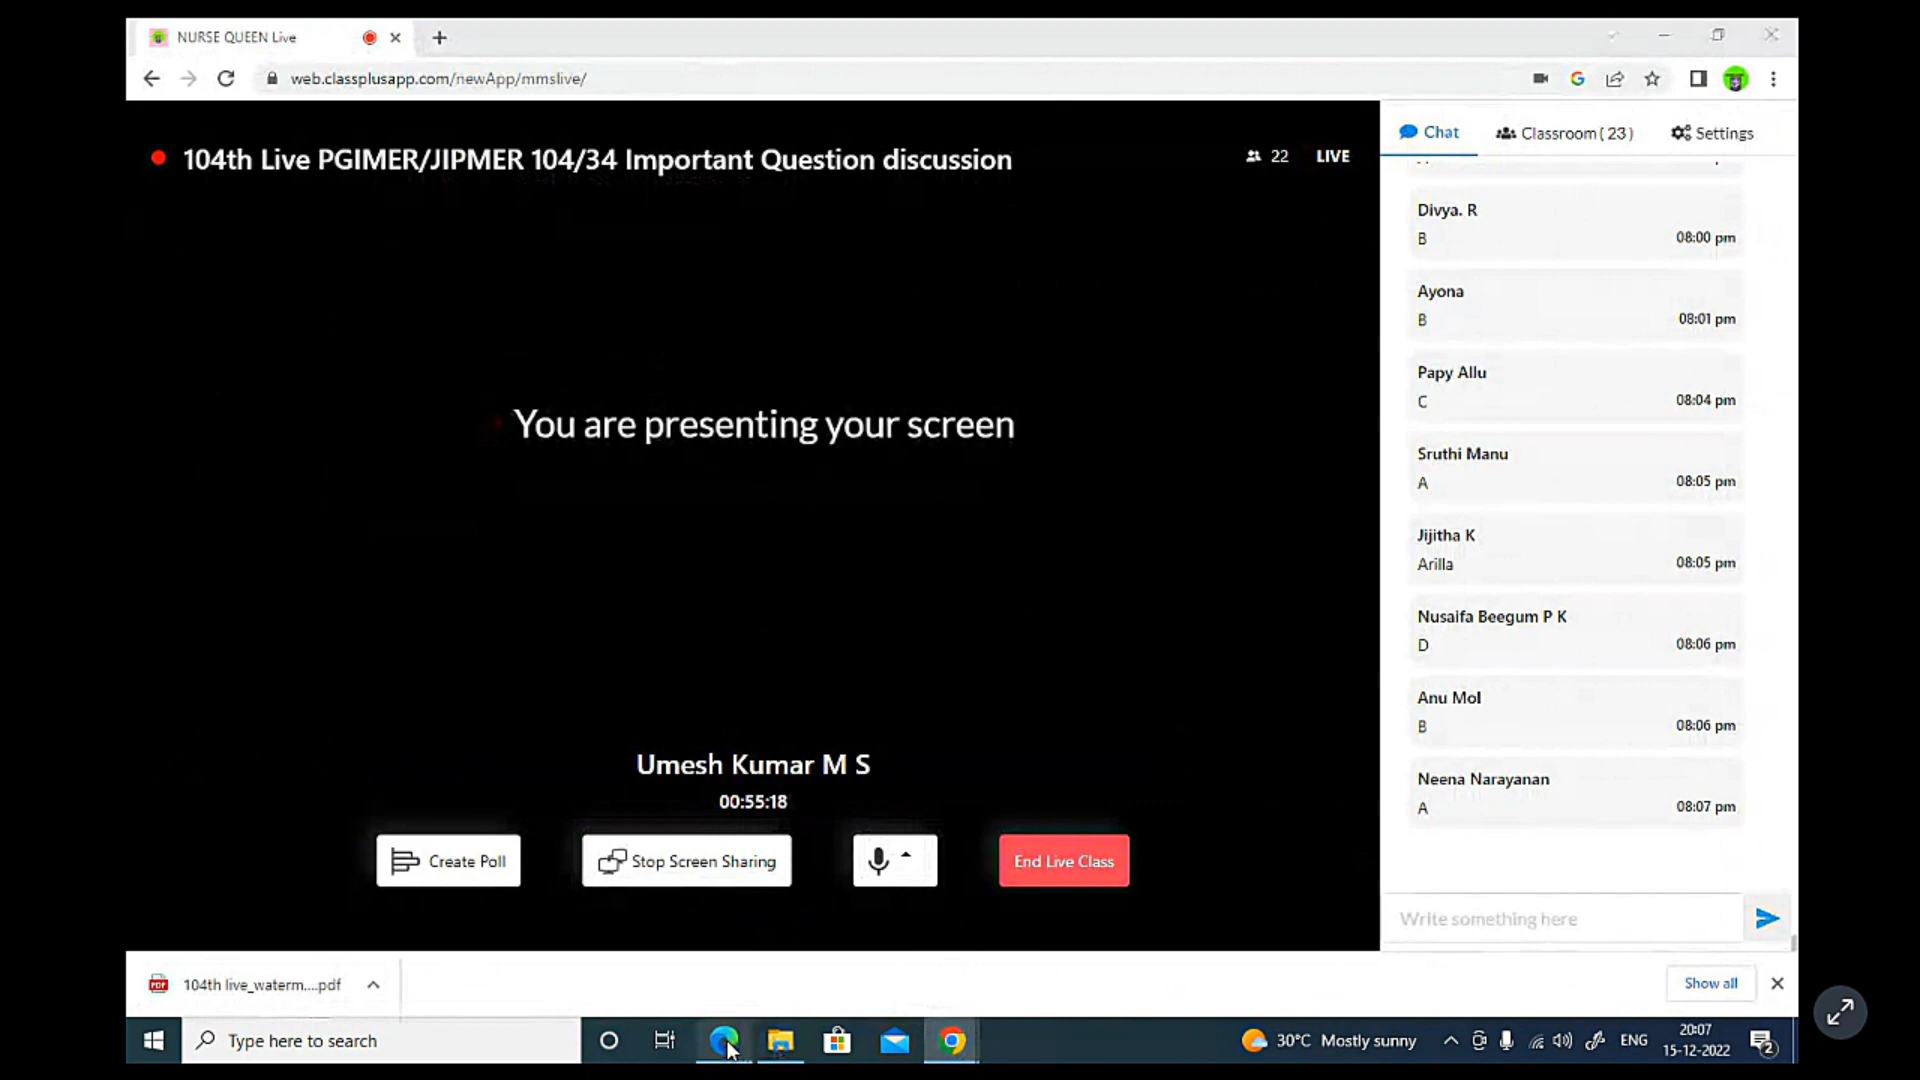 NURSE QUEEN Live
web.classplusapp.com/newApp/mmslive/
104th Live PGIMER/JIPMER 104/34 Important Question discussion
22 LIVE
You are presenting your screen
Umesh Kumar M S
00:55:18
Create Poll
Stop Screen Sharing
End Live Class
Chat
Classroom ( 23 )
Settings
Divya. R
B 08:00 pm
Ayona
B 08:01 pm
Papy Allu
C 08:04 pm
Sruthi Manu
A 08:05 pm
Jijitha K
Arilla 08:05 pm
Nusaifa Beegum P K
D 08:06 pm
Anu Mol
B 08:06 pm
Neena Narayanan
A 08:07 pm
Write something here
104th live_waterm....pdf
Show all
Type here to search
30°C Mostly sunny
ENG
20:07
15-12-2022
2